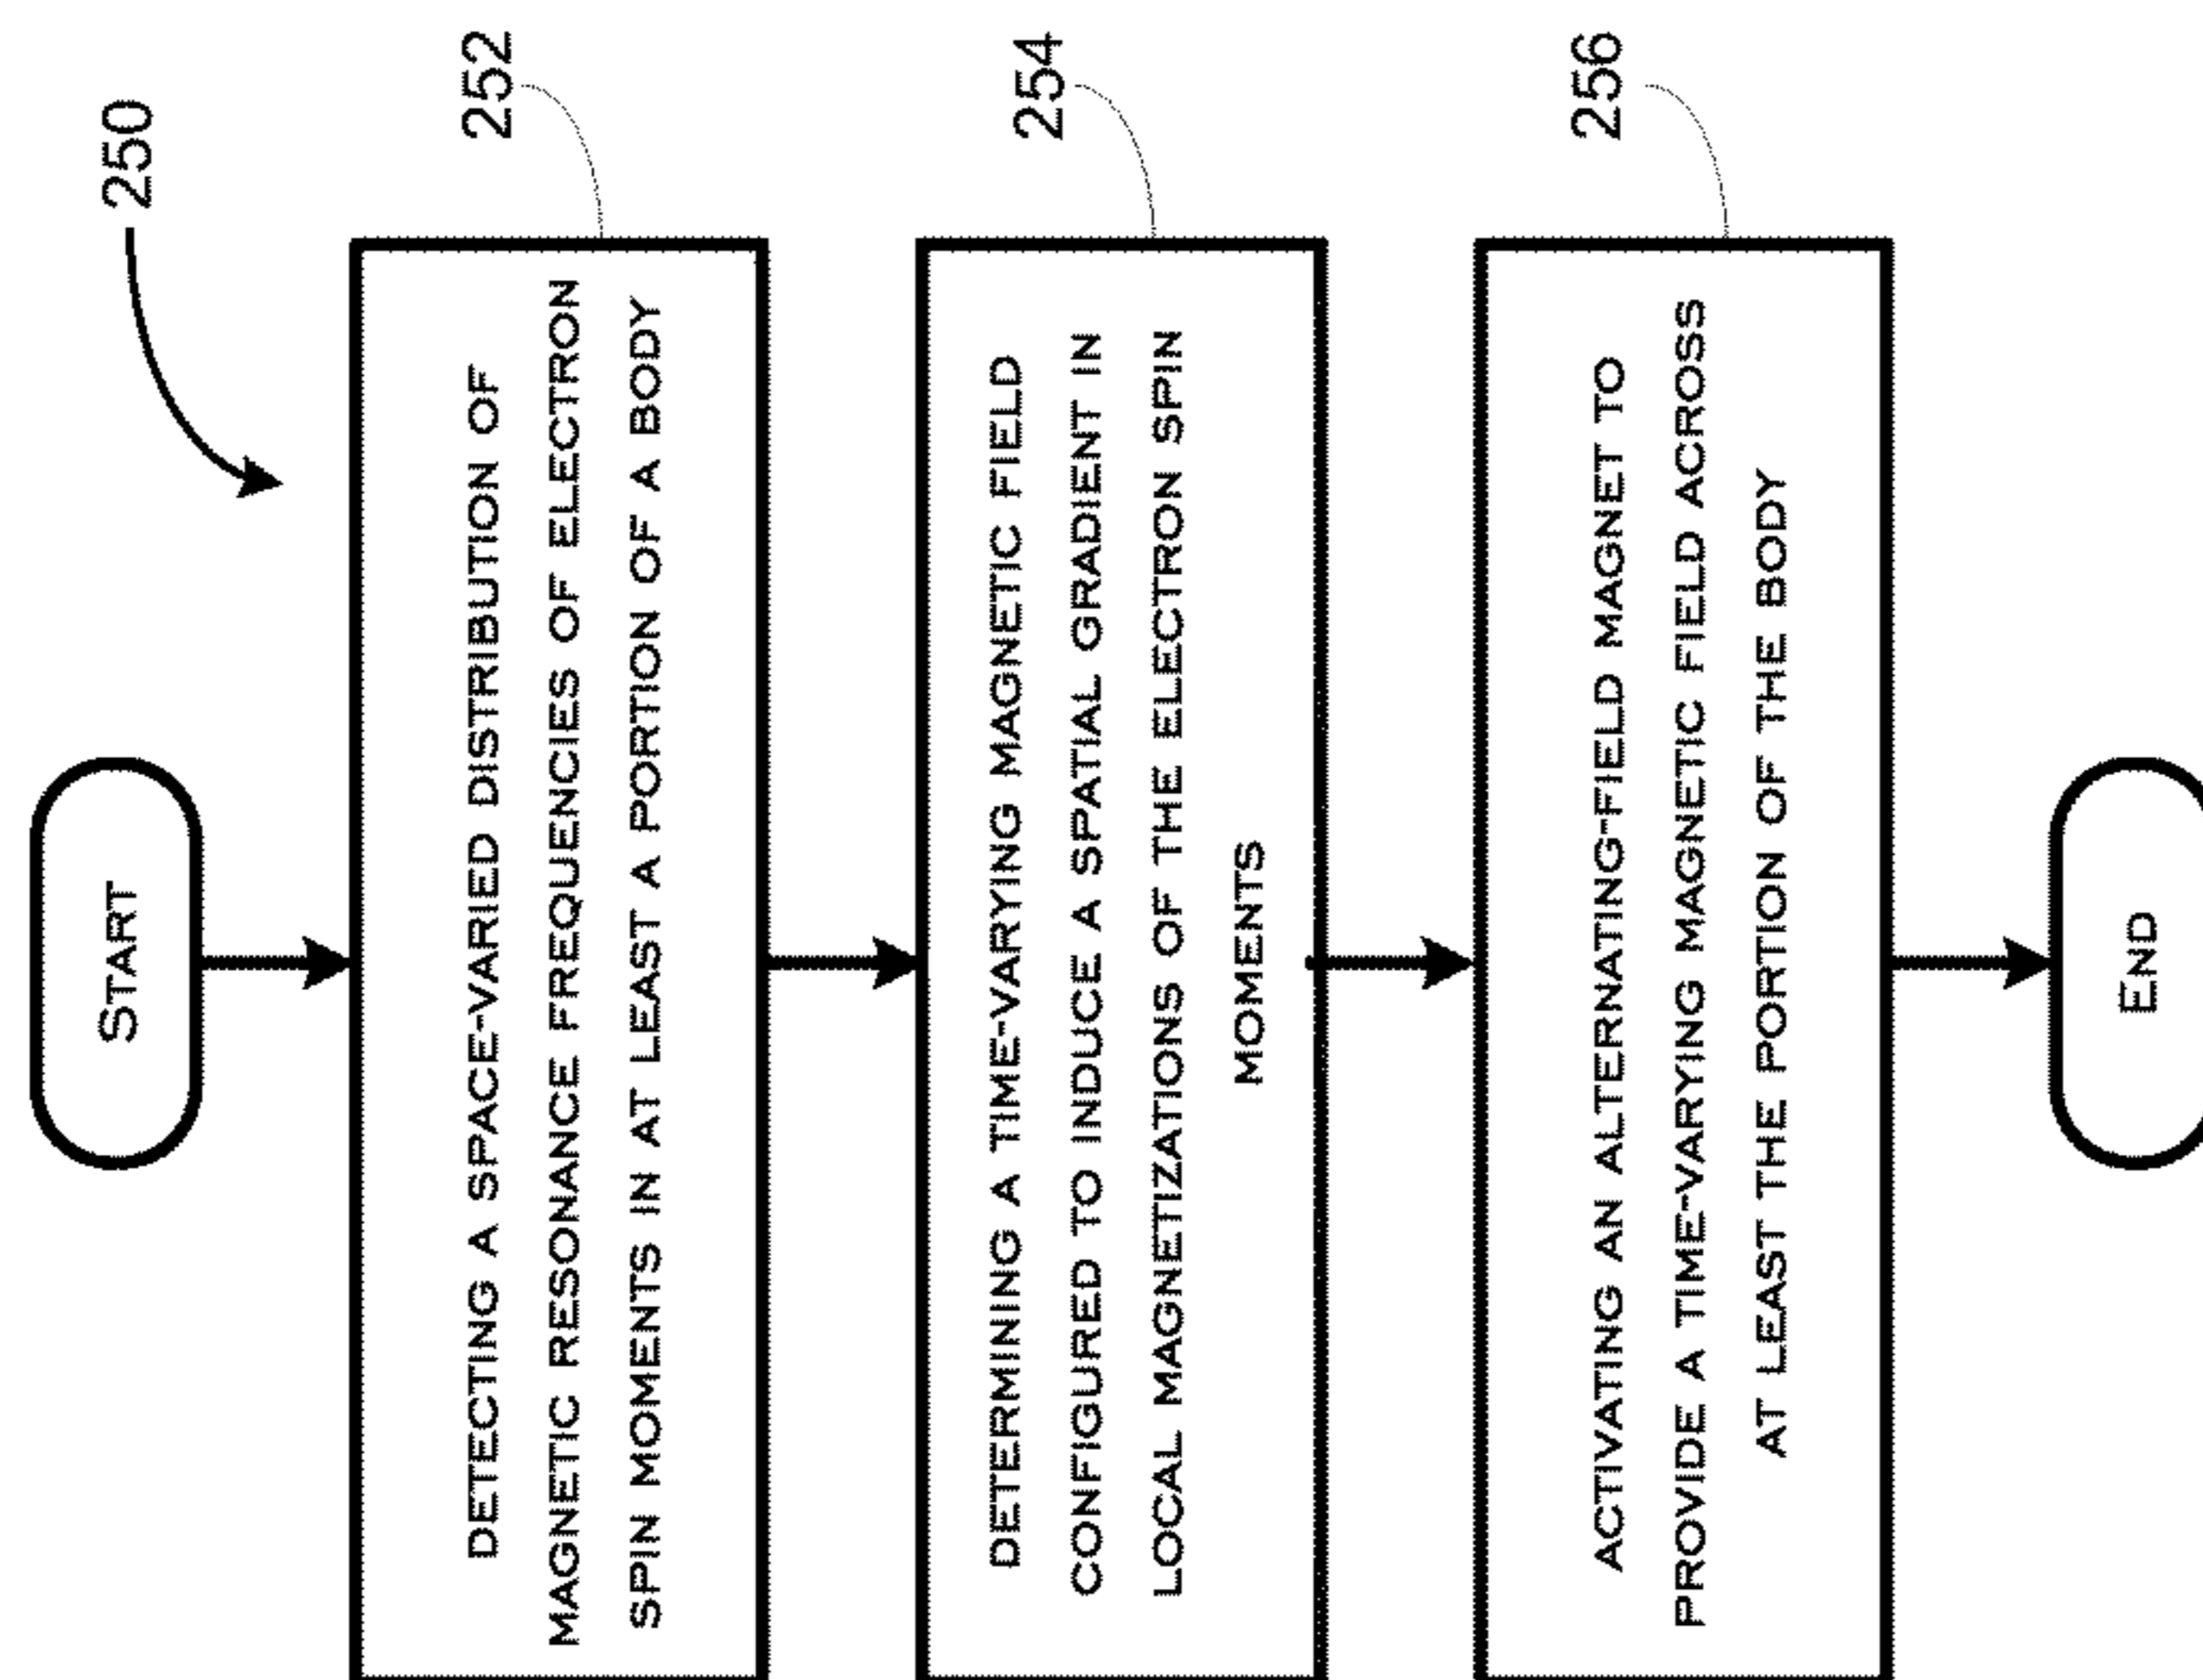 250
START
252
DETECTING A SPACE-VARIED DISTRIBUTION OF
MAGNETIC RESONANCE FREQUENCIES OF ELECTRON
SPIN MOMENTS IN AT LEAST A PORTION OF A BODY
254
DETERMINING A TIME-VARYING MAGNETIC FIELD
CONFIGURED TO INDUCE A SPATIAL GRADIENT IN
LOCAL MAGNETIZATIONS OF THE ELECTRON SPIN
MOMENTS
256
ACTIVATING AN ALTERNATING-FIELD MAGNET TO
PROVIDE A TIME-VARYING MAGNETIC FIELD ACROSS
AT LEAST THE PORTION OF THE BODY
END